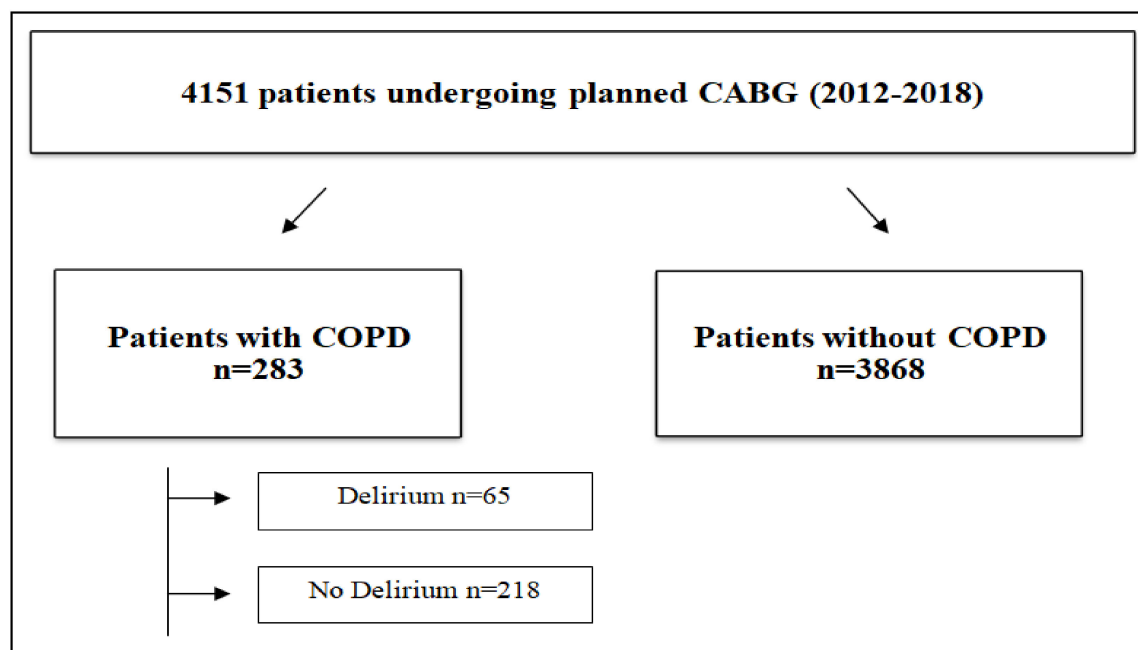 4151 patients undergoing planned CABG (2012-2018)
Patients with COPD
n=283
Patients without COPD
n=3868
Delirium n=65
No Delirium n=218